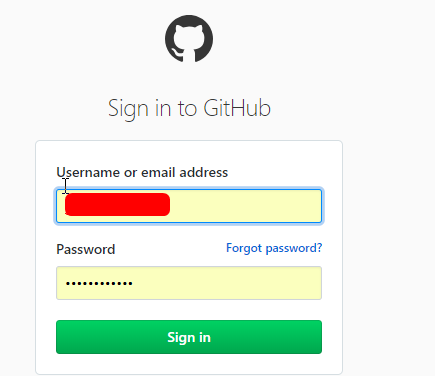 Sign in to GitHub
Username or email address
Password Forgot password?
••••••••••••
Sign in